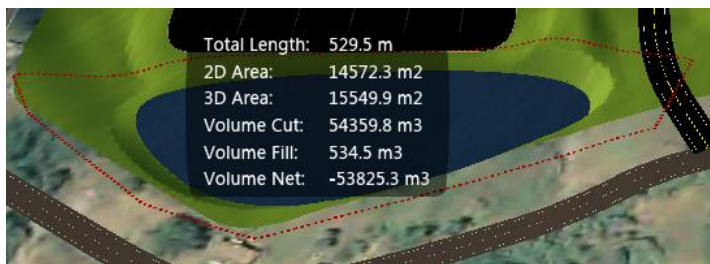 Total Length: 529.5 m
2D Area: 14572.3 m2
3D Area: 15549.9 m2
Volume Cut: 54359.8 m3
Volume Fill: 534.5 m3
Volume Net: -53825.3 m3